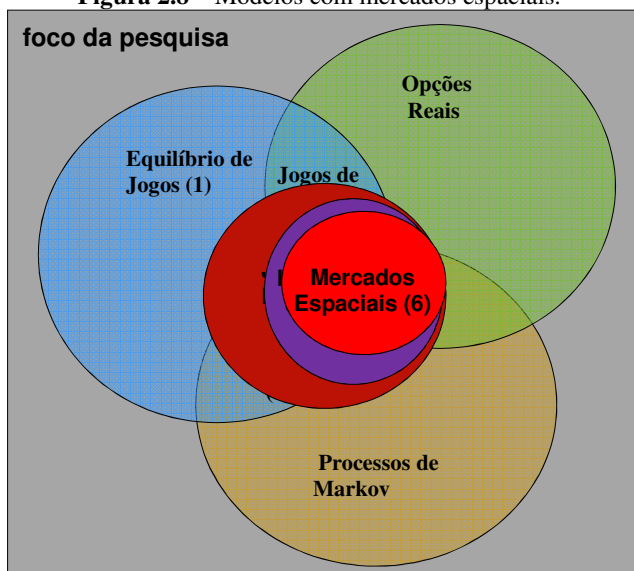 Figura 2.8 – Modelos com mercados espaciais.
foco da pesquisa
Opções
Reais
Equilíbrio de
Jogos (1)
Jogos de
Mercados
Espaciais (6)
Processos de
Markov